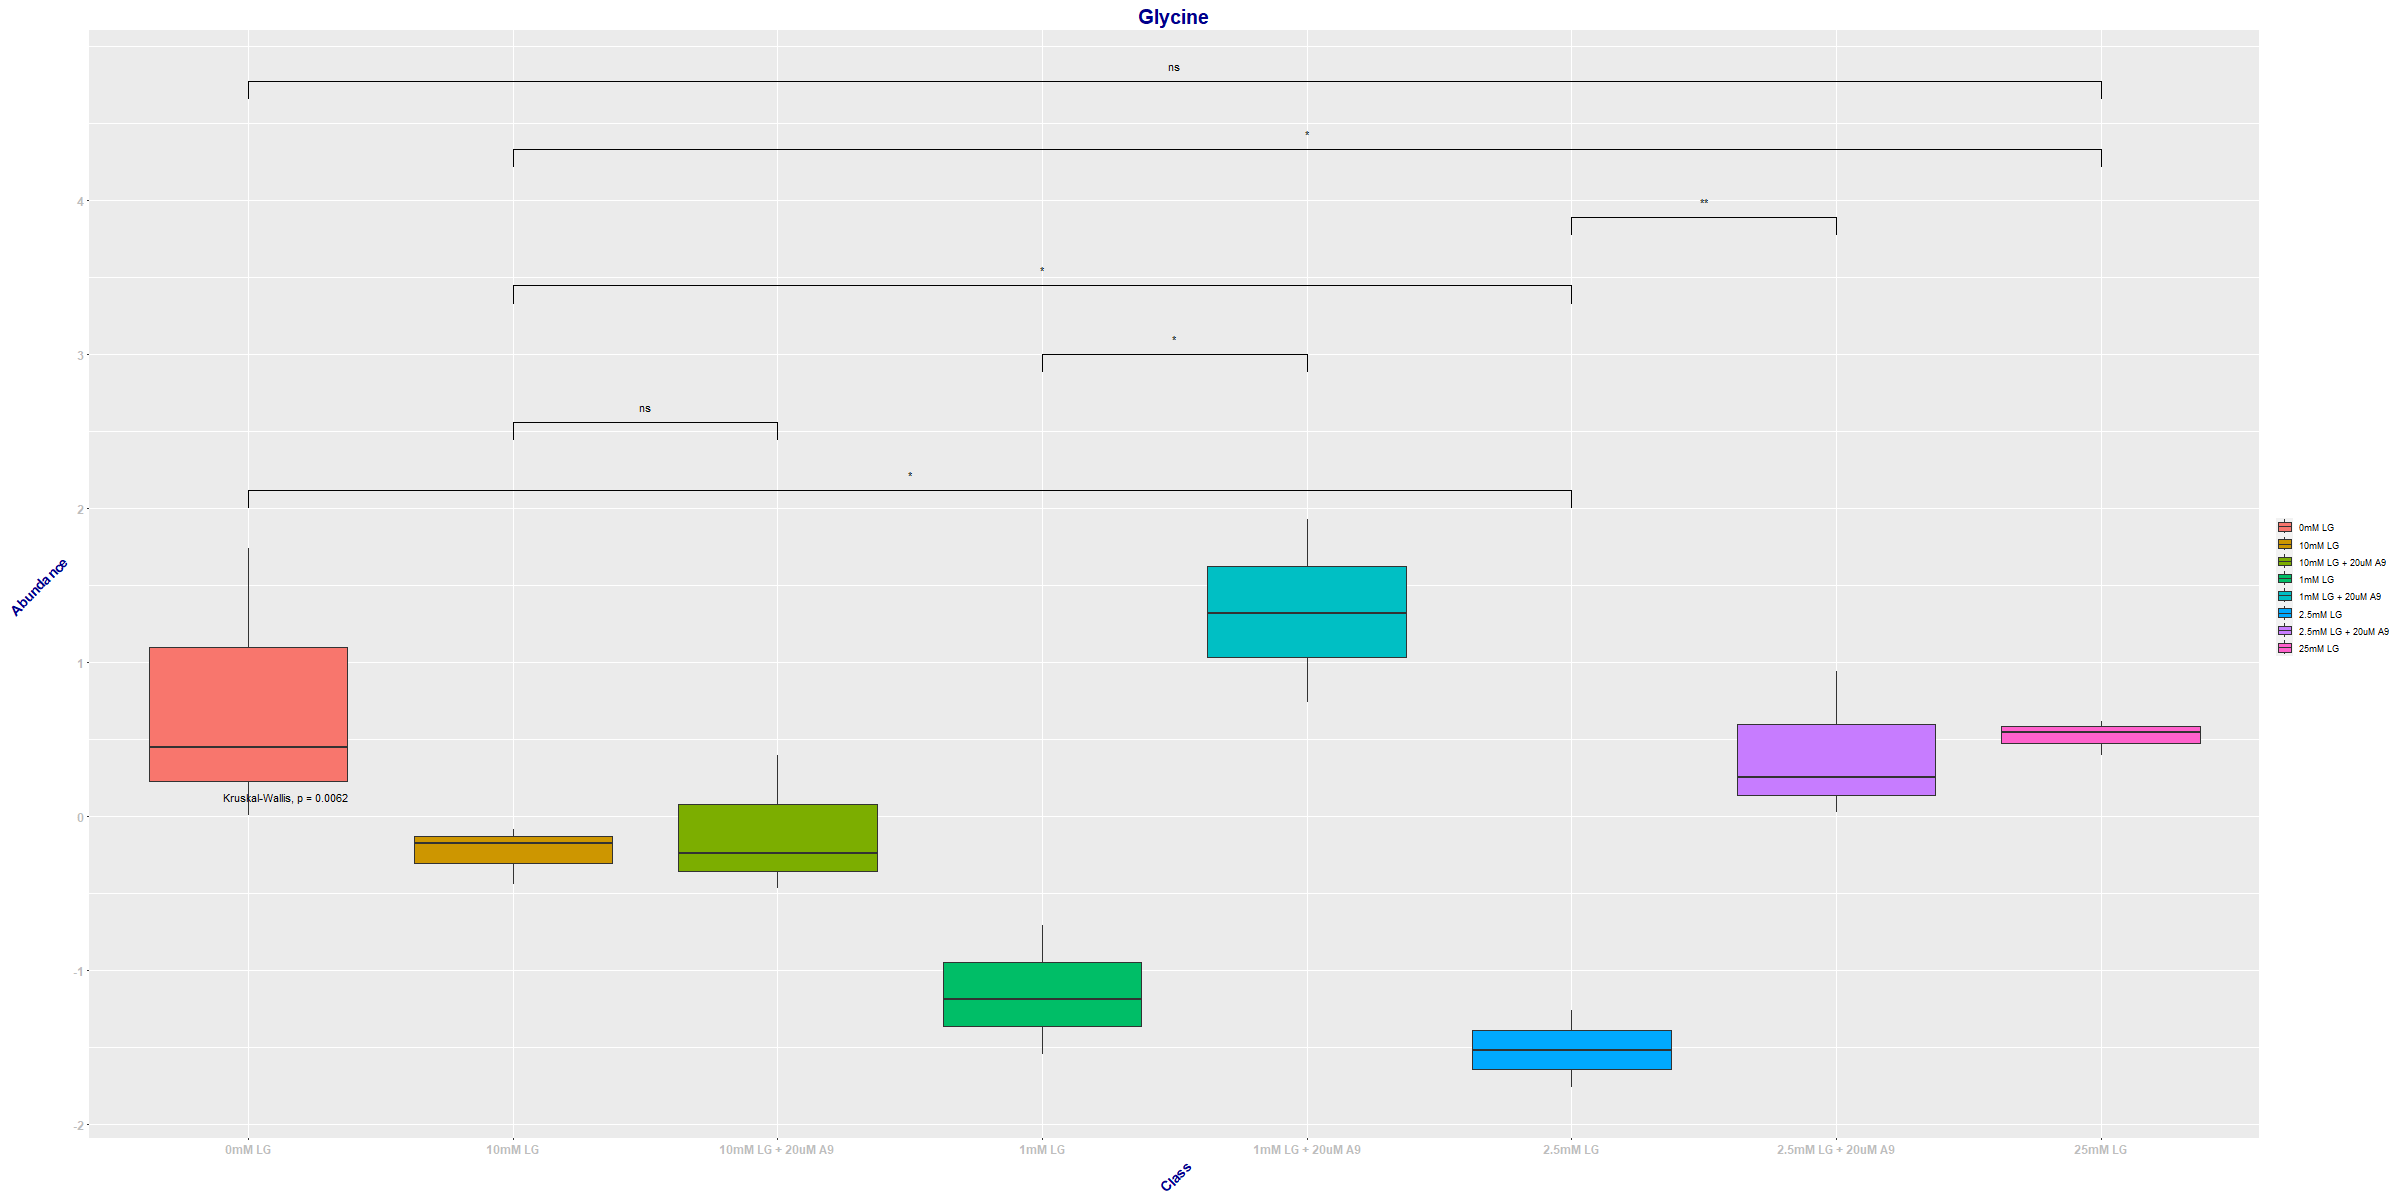 Glycine
ns
*
**
*
*
ns
*
4
3
2
1
0
-1
-2
Abundance
Kruskal-Wallis, p = 0.0062
0mM LG
10mM LG
10mM LG + 20uM A9
1mM LG
1mM LG + 20uM A9
2.5mM LG
2.5mM LG + 20uM A9
25mM LG
Class
0mM LG
10mM LG
10mM LG + 20uM A9
1mM LG
1mM LG + 20uM A9
2.5mM LG
2.5mM LG + 20uM A9
25mM LG